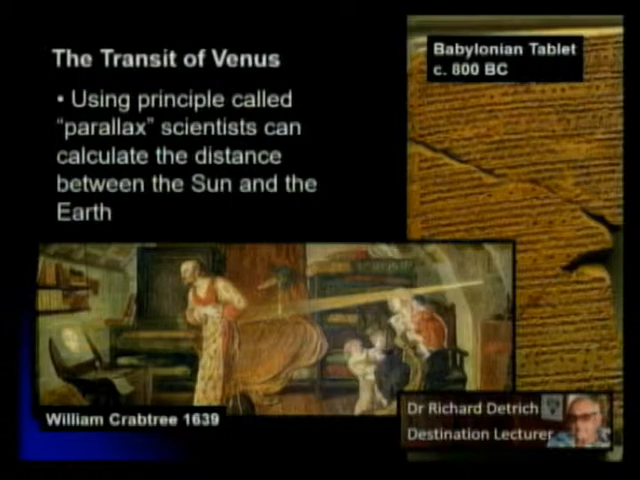 The Transit of Venus
• Using principle called
“parallax” scientists can
calculate the distance
between the Sun and the
Earth
Babylonian Tablet
c. 800 BC
William Crabtree 1639
Dr Richard Detrich
Destination Lecturer